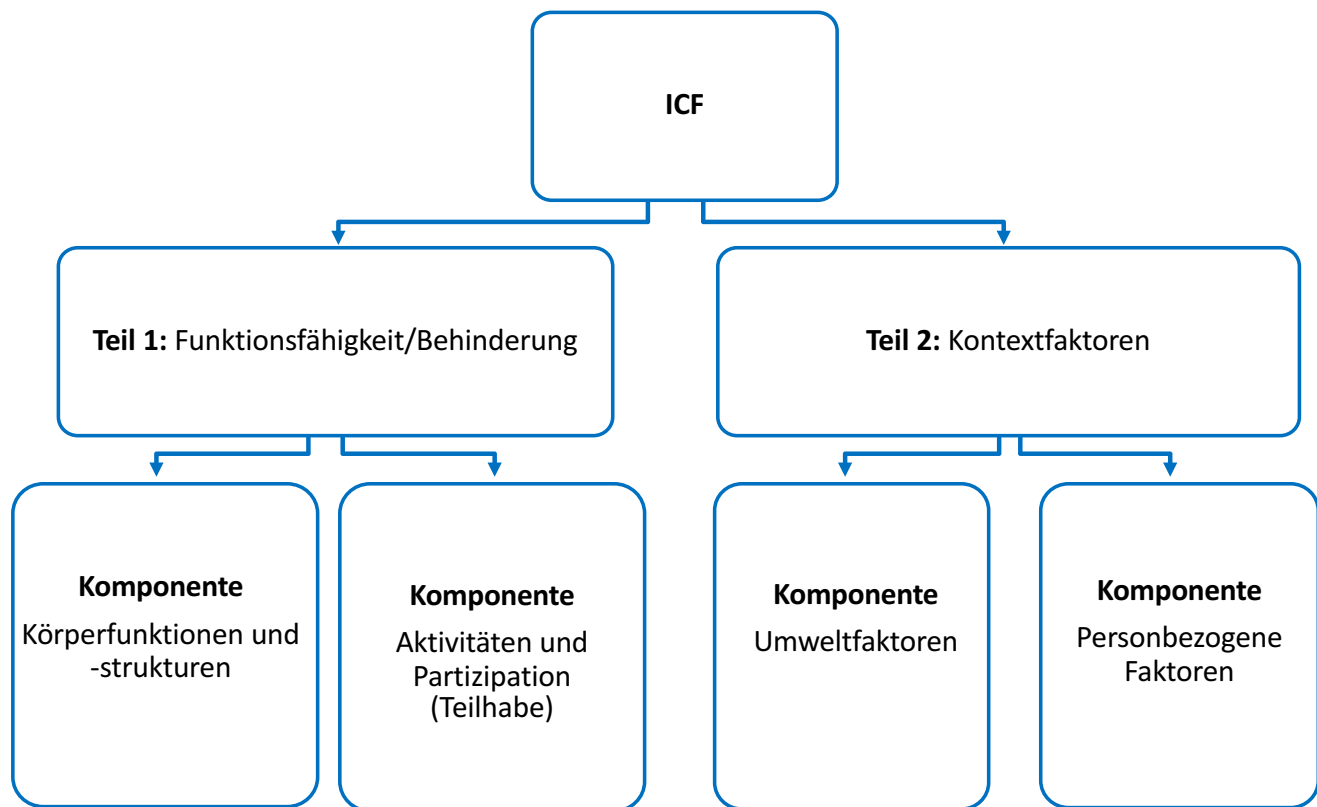 ICF
Teil 1: Funktionsfähigkeit/Behinderung
Teil 2: Kontextfaktoren
Komponente
Körperfunktionen und
-strukturen
Komponente
Aktivitäten und
Partizipation
(Teilhabe)
Komponente
Umweltfaktoren
Komponente
Personbezogene
Faktoren